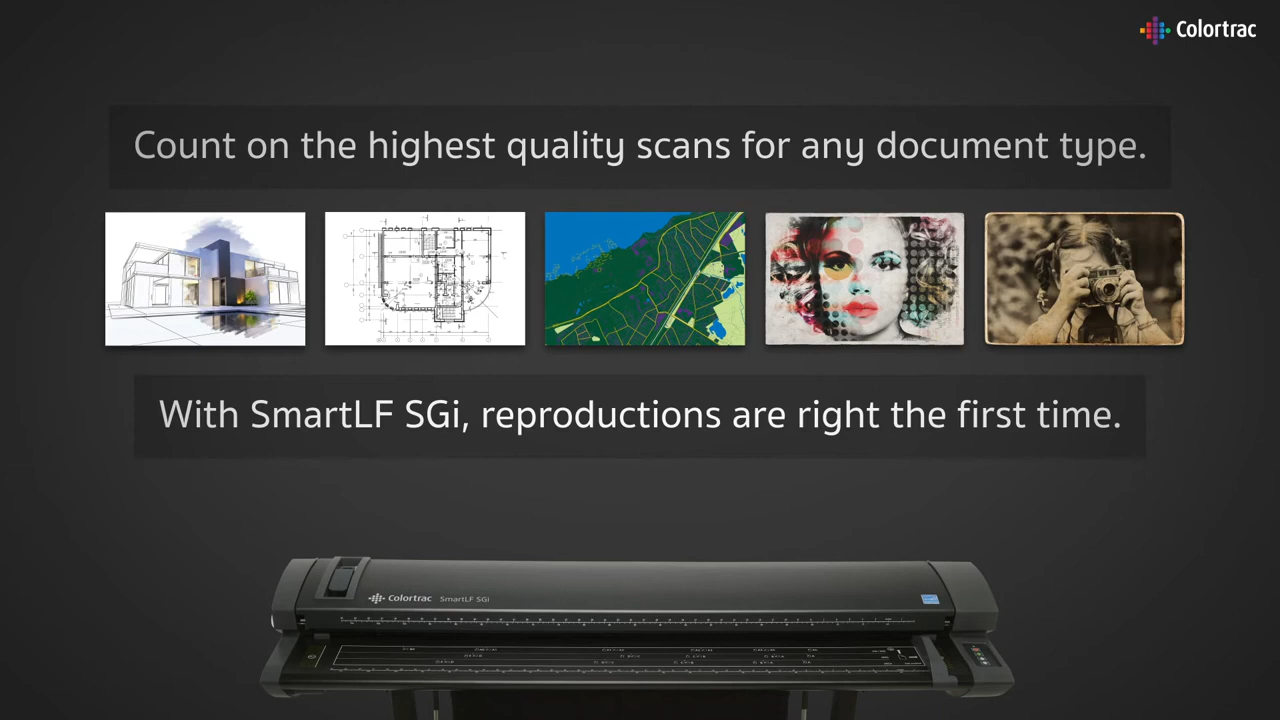 Colortrac
Count on the highest quality scans for any document type.
With SmartLF SGi, reproductions are right the first time.
Colortrac SmartLF SGi